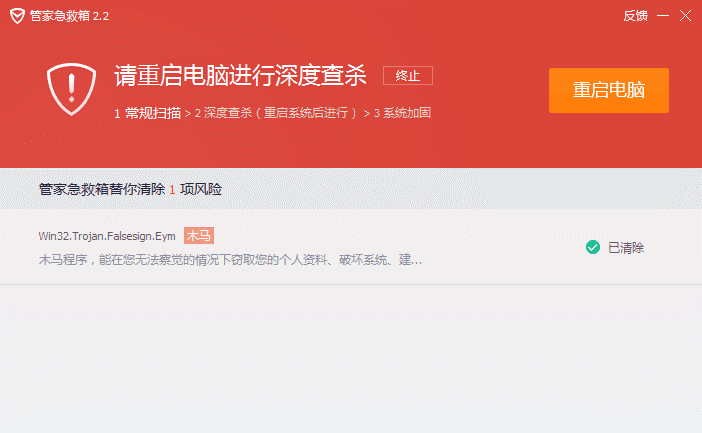 管家急救箱 2.2
反馈
请重启电脑进行深度查杀
终止
1 常规扫描 > 2 深度查杀（重启系统后进行）> 3 系统加固
重启电脑
管家急救箱替你清除 1 项风险
Win32.Trojan.Falsesign.Eym 木马
木马程序，能在您无法察觉的情况下窃取您的个人资料、破坏系统、建...
已清除